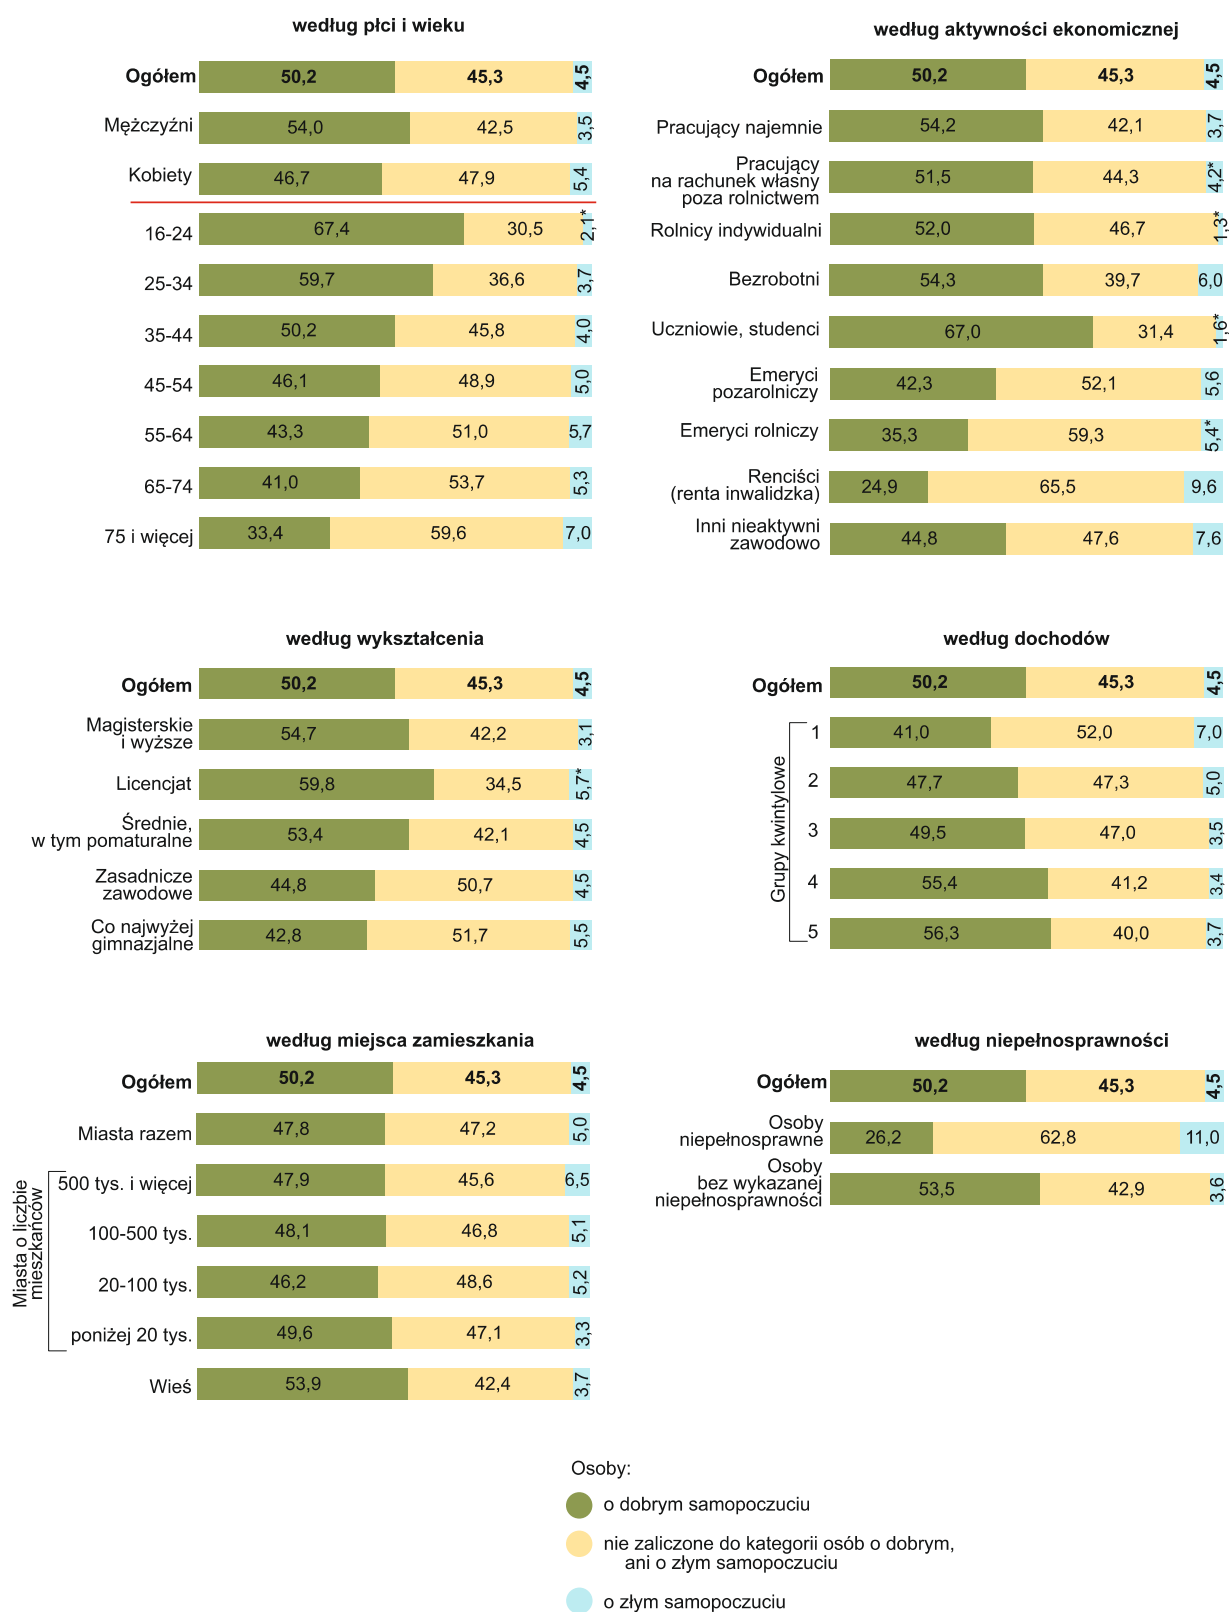 według płci i wieku
Ogółem 50,2 45,3 4,5
Mężczyźni 54,0 42,5 3,5
Kobiety 46,7 47,9 5,4
16-24 67,4 30,5 2,1*
25-34 59,7 36,6 3,7
35-44 50,2 45,8 4,0
45-54 46,1 48,9 5,0
55-64 43,3 51,0 5,7
65-74 41,0 53,7 5,3
75 i więcej 33,4 59,6 7,0
według aktywności ekonomicznej
Ogółem 50,2 45,3 4,5
Pracujący najemnie 54,2 42,1 3,7
Pracujący
na rachunek własny 51,5 44,3 4,2*
poza rolnictwem
Rolnicy indywidualni 52,0 46,7 1,3*
Bezrobotni 54,3 39,7 6,0
Uczniowie, studenci 67,0 31,4 1,6*
Emeryci
pozarolniczy 42,3 52,1 5,6
Emeryci rolniczy 35,3 59,3 5,4*
Renciści
(renta inwalidzka) 24,9 65,5 9,6
Inni nieaktywni
zawodowo 44,8 47,6 7,6
według wykształcenia
Ogółem 50,2 45,3 4,5
Magisterskie
i wyższe 54,7 42,2 3,1
Licencjat 59,8 34,5 5,7*
Średnie,
w tym pomaturalne 53,4 42,1 4,5
Zasadnicze
zawodowe 44,8 50,7 4,5
Co najwyżej
gimnazjalne 42,8 51,7 5,5
według dochodów
Ogółem 50,2 45,3 4,5
Grupy kwintylowe
1 41,0 52,0 7,0
2 47,7 47,3 5,0
3 49,5 47,0 3,5
4 55,4 41,2 3,4
5 56,3 40,0 3,7
według miejsca zamieszkania
Ogółem 50,2 45,3 4,5
Miasta razem 47,8 47,2 5,0
Miasta o liczbie
mieszkańców
500 tys. i więcej 47,9 45,6 6,5
100-500 tys. 48,1 46,8 5,1
20-100 tys. 46,2 48,6 5,2
poniżej 20 tys. 49,6 47,1 3,3
Wieś 53,9 42,4 3,7
według niepełnosprawności
Ogółem 50,2 45,3 4,5
Osoby
niepełnosprawne 26,2 62,8 11,0
Osoby
bez wykazanej 53,5 42,9 3,6
niepełnosprawności
Osoby:
o dobrym samopoczuciu
nie zaliczone do kategorii osób o dobrym,
ani o złym samopoczuciu
o złym samopoczuciu